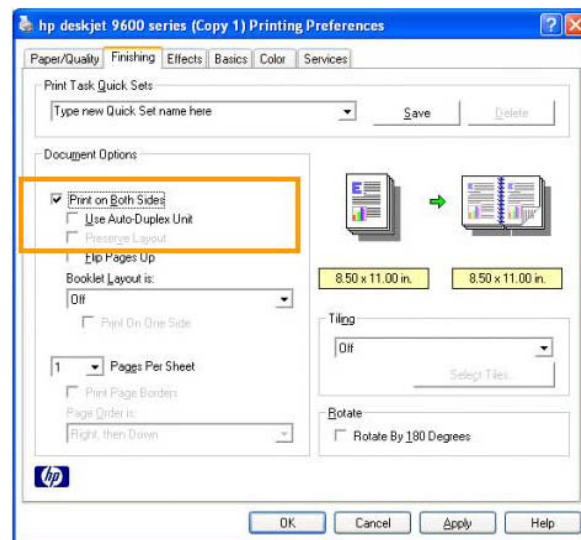 hp deskjet 9600 series (Copy 1) Printing Preferences
Paper/Quality Finishing Effects Basics Color Services
Print Task Quick Sets
Type new Quick Set name here Save Delete
Document Options
Print on Both Sides
Use Auto-Duplex Unit
Preserve Layout
Flip Pages Up
Booklet Layout is:
Off
Print On One Side
1 Pages Per Sheet
Print Page Borders
Page Order is:
Right, then Down
8.50 x 11.00 in. 8.50 x 11.00 in.
Tiling
Off
Select Tiles...
Rotate
Rotate By 180 Degrees
hp
OK Cancel Apply Help